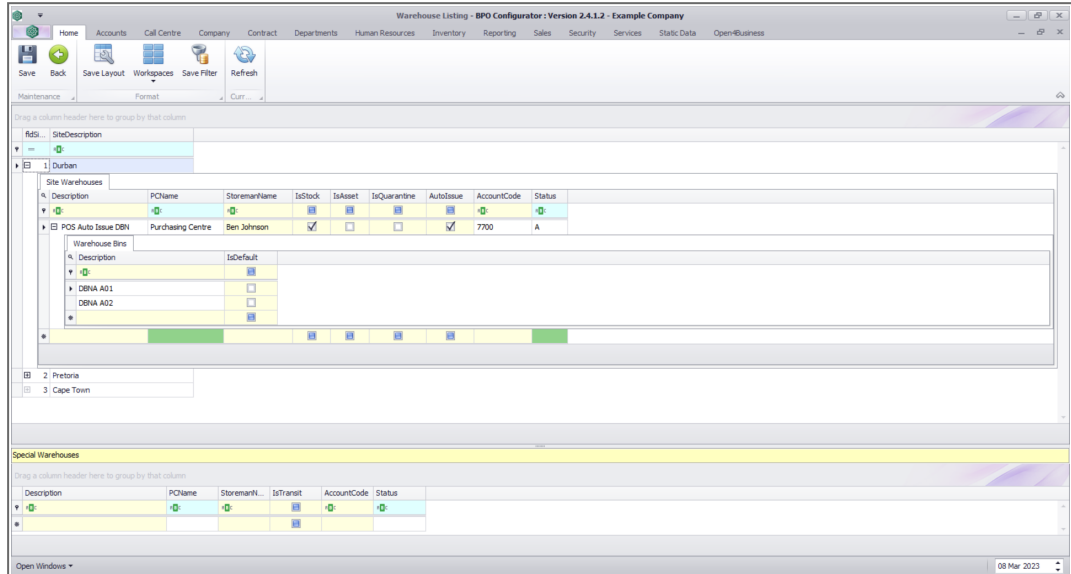 Warehouse Listing - BPO Configurator : Version 2.4.1.2 - Example Company
Home Accounts Call Centre Company Contract Departments Human Resources Inventory Reporting Sales Security Services Static Data Open4Business
Save Back Save Layout Workspaces Save Filter Refresh
Maintenance Format Curr...
Drag a column header here to group by that column
fldSi... SiteDescription
1 Durban
Site Warehouses
Description PCName StoremanName IsStock IsAsset IsQuarantine AutoIssue AccountCode Status
POS Auto Issue DBN Purchasing Centre Ben Johnson 7700 A
Warehouse Bins
Description IsDefault
DBNA A01
DBNA A02
2 Pretoria
3 Cape Town
Special Warehouses
Drag a column header here to group by that column
Description PCName StoremanN... IsTransit AccountCode Status
Open Windows 08 Mar 2023